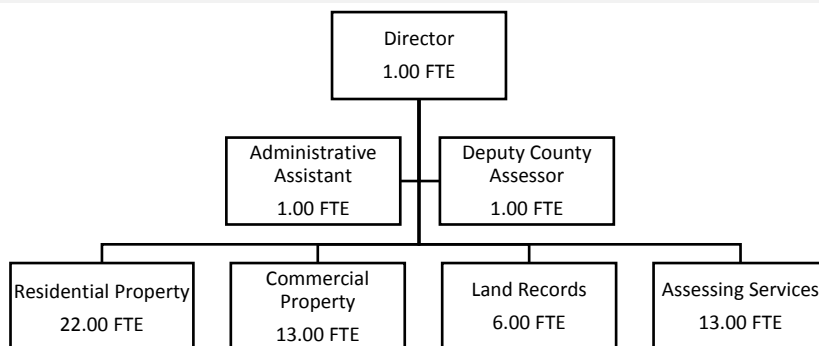 Director
1.00 FTE
Administrative
Assistant
1.00 FTE
Deputy County
Assessor
1.00 FTE
Residential Property
22.00 FTE
Commercial
Property
13.00 FTE
Land Records
6.00 FTE
Assessing Services
13.00 FTE